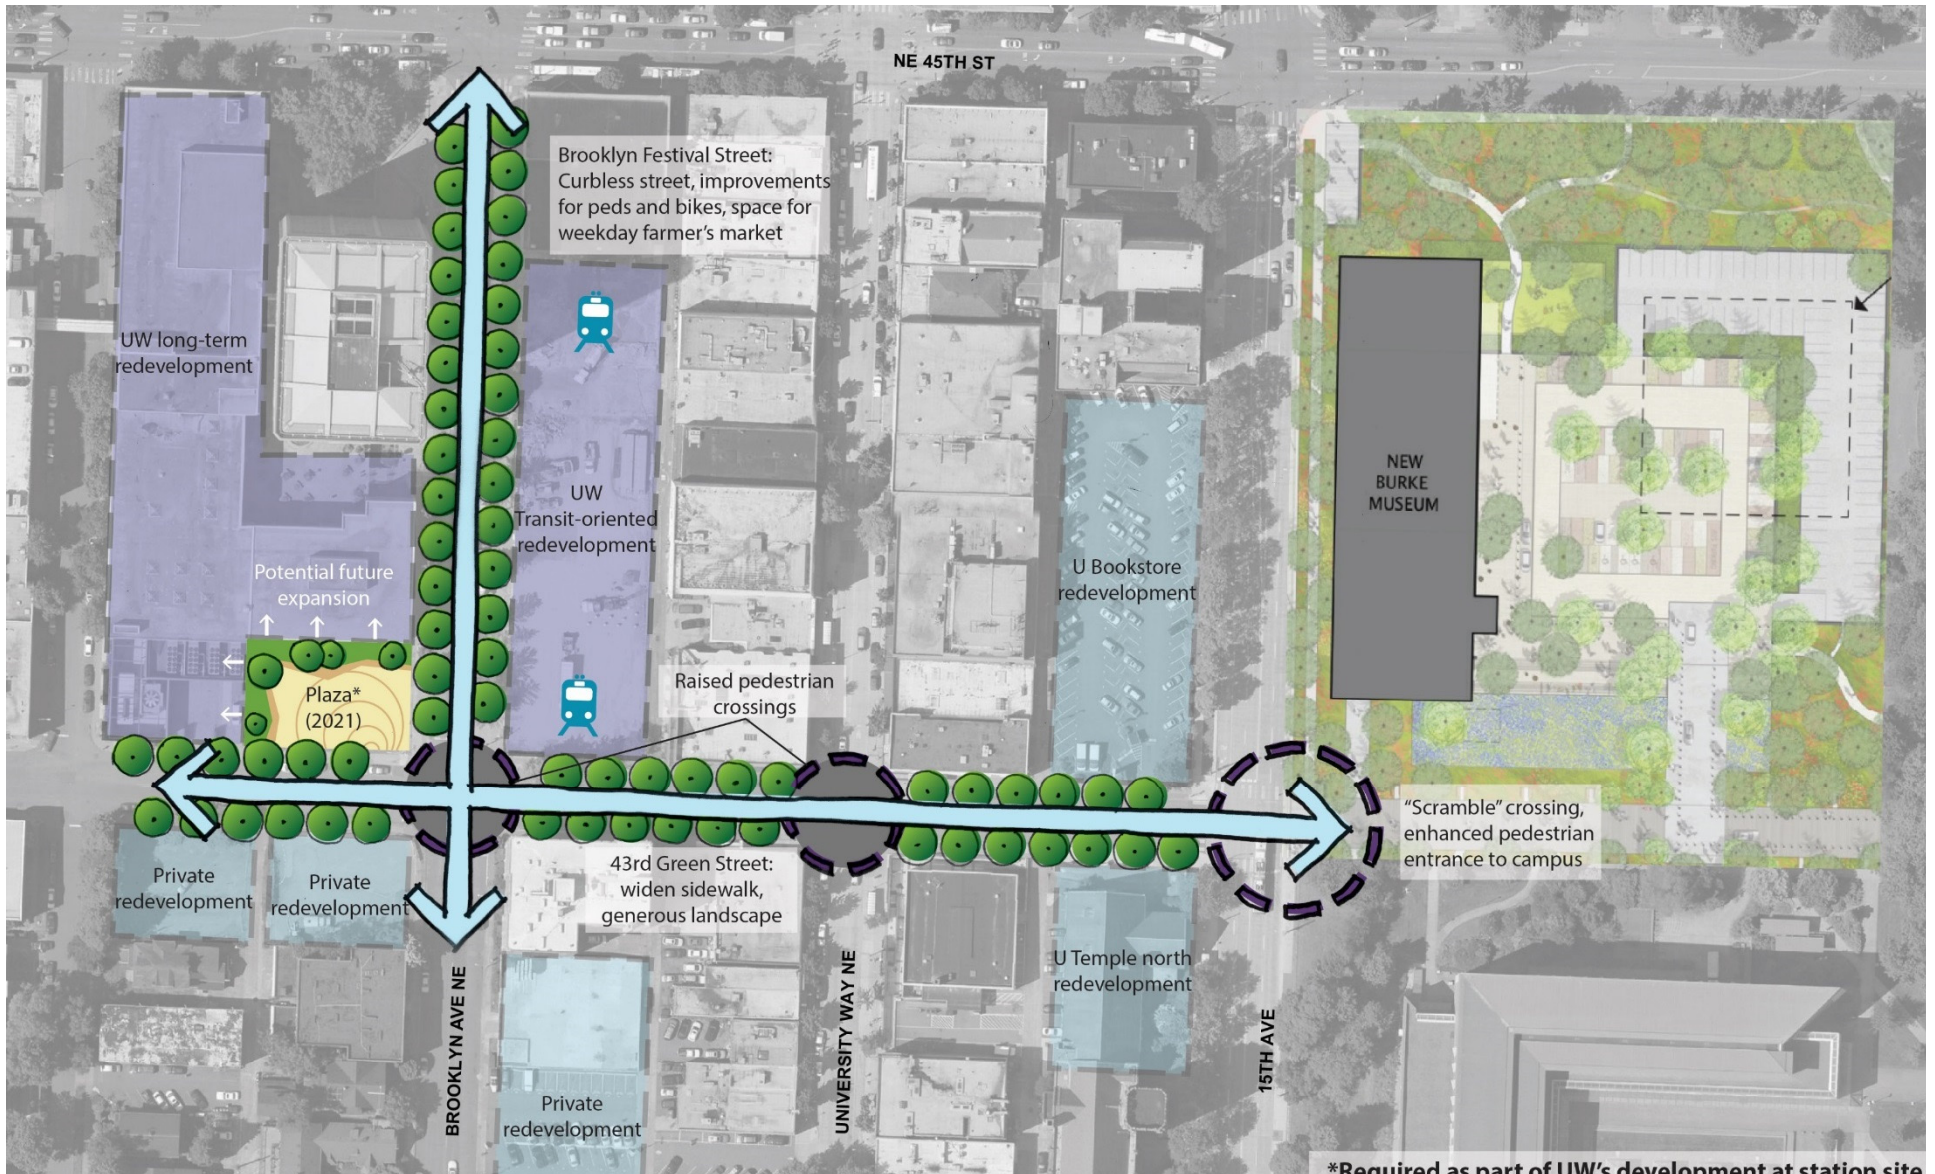 NE 45TH ST
Brooklyn Festival Street:
Curbless street, improvements
for peds and bikes, space for
weekday farmer's market
UW long-term
redevelopment
UW
Transit-oriented
redevelopment
NEW
BURKE
MUSEUM
U Bookstore
redevelopment
Potential future
expansion
Plaza*
(2021)
Raised pedestrian
crossings
"Scramble" crossing,
enhanced pedestrian
entrance to campus
43rd Green Street:
widen sidewalk,
generous landscape
Private
redevelopment
Private
redevelopment
U Temple north
redevelopment
BROOKLYN AVE NE
UNIVERSITY WAY NE
15TH AVE
Private
redevelopment
*Required as part of UW's development at station site